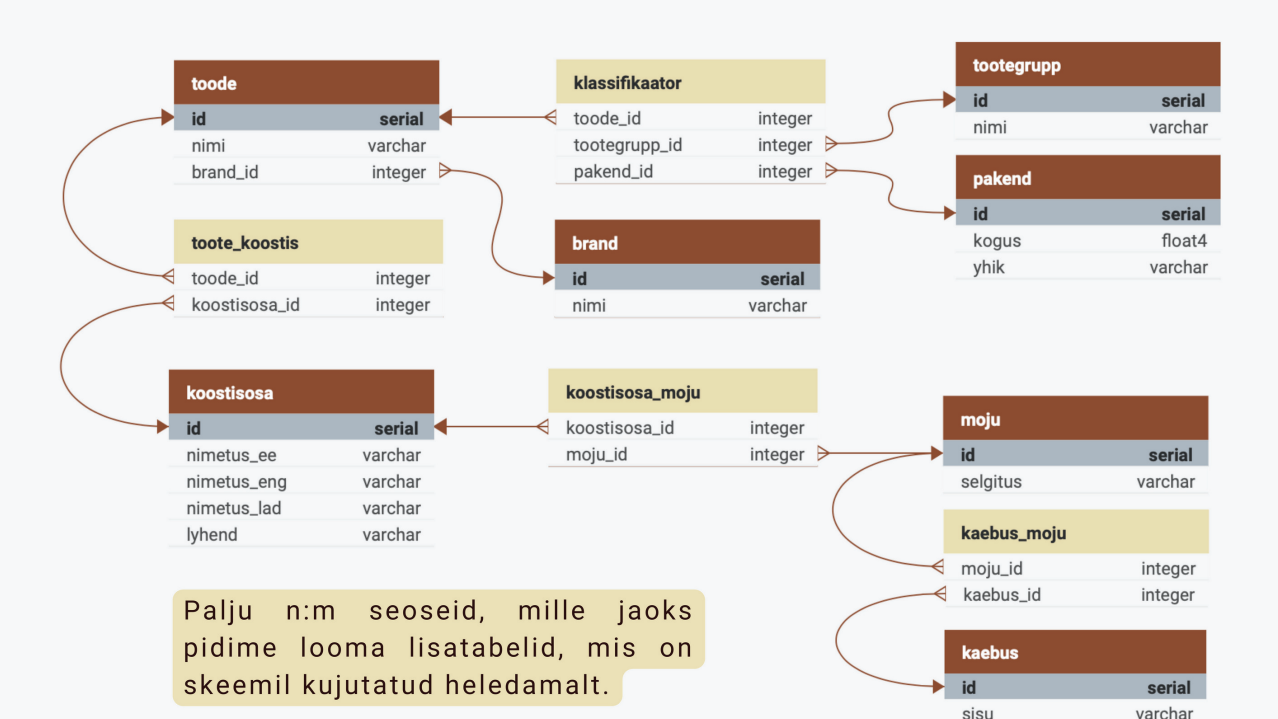 toode
id serial
nimi varchar
brand_id integer
toote_koostis
toode_id integer
koostisosa_id integer
koostisosa
id serial
nimetus_ee varchar
nimetus_eng varchar
nimetus_lad varchar
lyhend varchar
klassifikaator
toode_id integer
tootegrupp_id integer
pakend_id integer
brand
id serial
nimi varchar
koostisosa_moju
koostisosa_id integer
moju_id integer
tootegrupp
id serial
nimi varchar
pakend
id serial
kogus float4
yhik varchar
moju
id serial
selgitus varchar
kaebus_moju
moju_id integer
kaebus_id integer
kaebus
id serial
sisu varchar
Palju n:m seoseid, mille jaoks
pidime looma lisatabelid, mis on
skeemil kujutatud heledamalt.